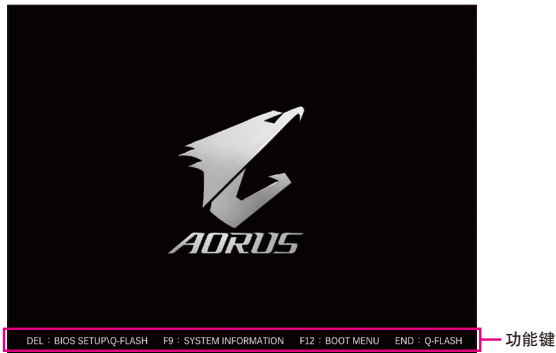 AORUS
DEL：BIOS SETUP\Q-FLASH F9：SYSTEM INFORMATION F12：BOOT MENU END：Q-FLASH 功能键